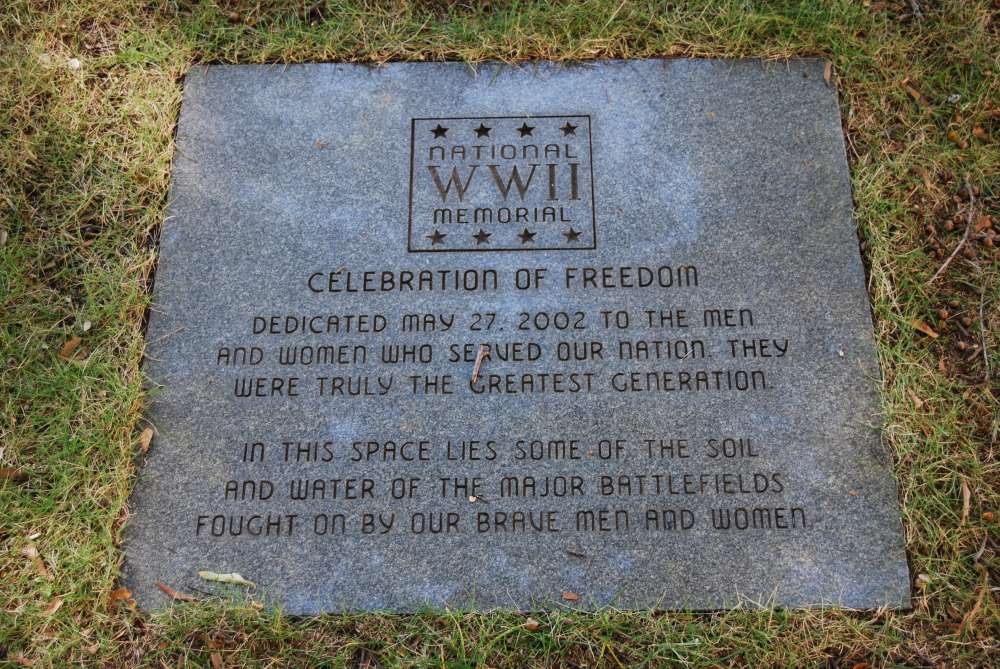 NATIONAL
WWII
MEMORIAL
CELEBRATION OF FREEDOM
DEDICATED MAY 27, 2002 TO THE MEN
AND WOMEN WHO SERVED OUR NATION. THEY
WERE TRULY THE GREATEST GENERATION.
IN THIS SPACE LIES SOME OF THE SOIL
AND WATER OF THE MAJOR BATTLEFIELDS
FOUGHT ON BY OUR BRAVE MEN AND WOMEN.